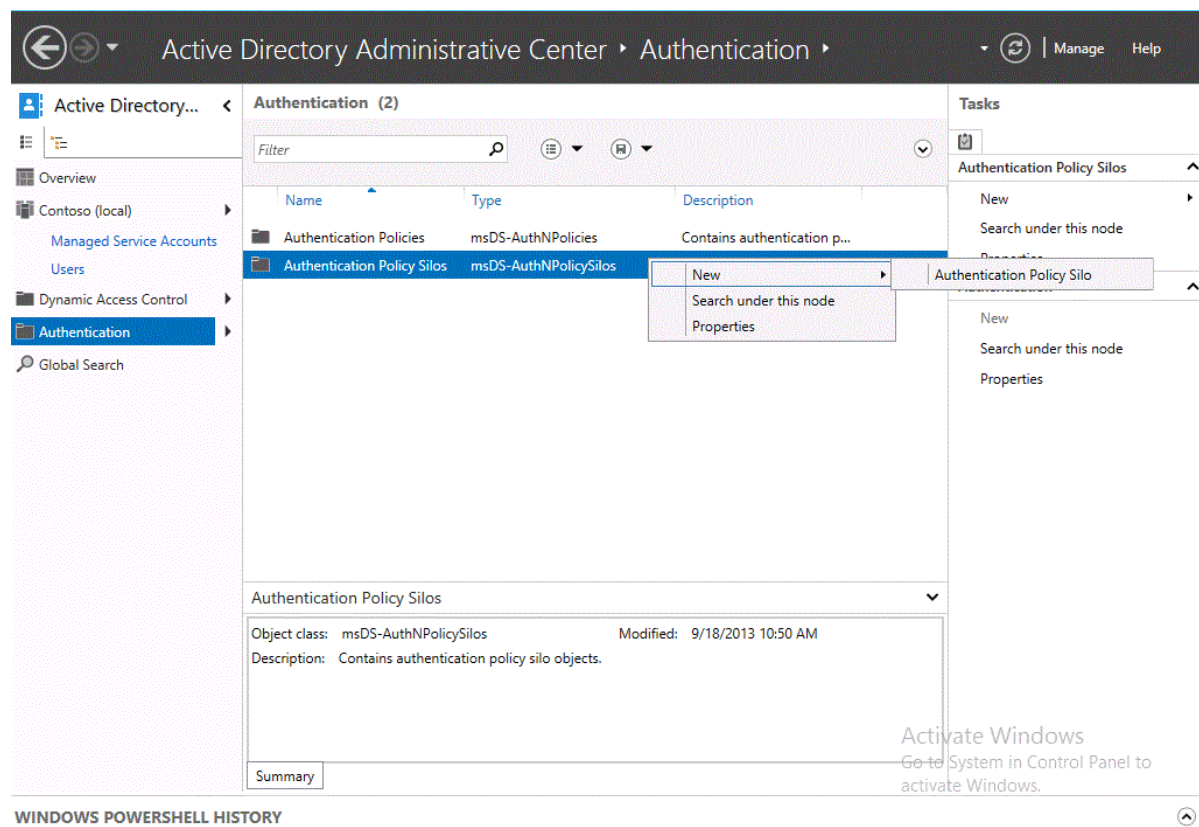 Active Directory Administrative Center ‣ Authentication ‣
Manage Help
Active Directory...
Overview
Contoso (local)
Managed Service Accounts
Users
Dynamic Access Control
Authentication
Global Search
Authentication (2)
Filter
Name Type Description
Authentication Policies msDS-AuthNPolicies Contains authentication p...
Authentication Policy Silos msDS-AuthNPolicySilos
New
Search under this node
Properties
Authentication Policy Silo
Tasks
Authentication Policy Silos
New
Search under this node
Properties
Authentication
New
Search under this node
Properties
Authentication Policy Silos
Object class: msDS-AuthNPolicySilos Modified: 9/18/2013 10:50 AM
Description: Contains authentication policy silo objects.
Summary
Activate Windows
Go to System in Control Panel to
activate Windows.
WINDOWS POWERSHELL HISTORY